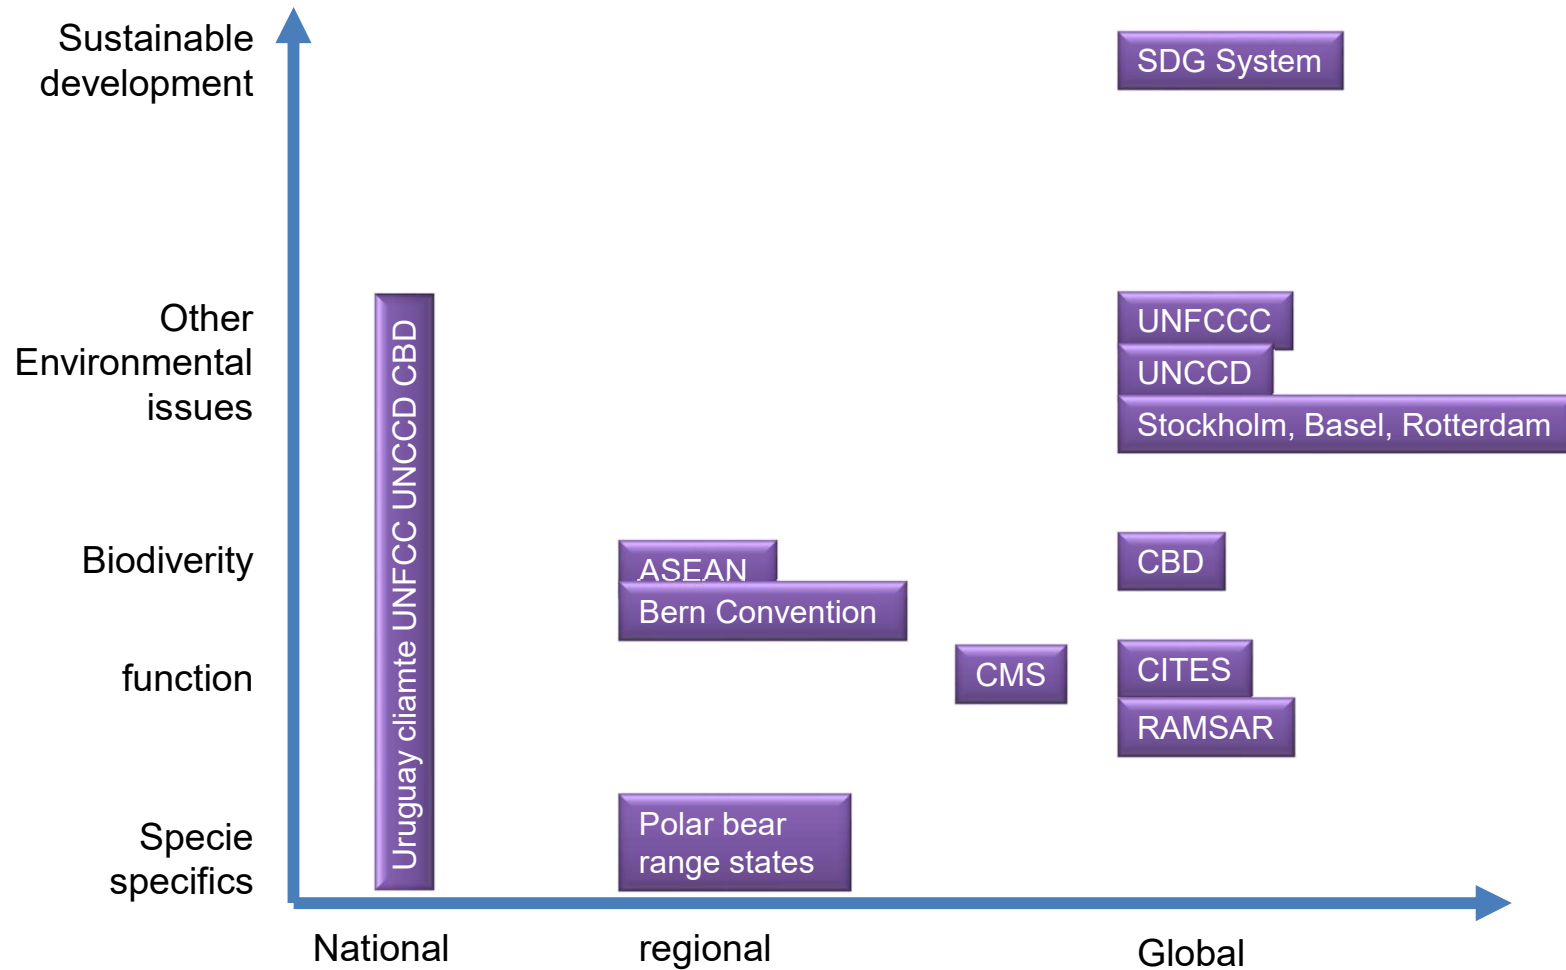 Sustainable
development
SDG System
Other
Environmental
issues
UNFCCC
UNCCD
Stockholm, Basel, Rotterdam
Uruguay cliamte UNFCC UNCCD CBD
Biodiverity
ASEAN
Bern Convention
CBD
function
CMS
CITES
RAMSAR
Specie
specifics
Polar bear
range states
National
regional
Global